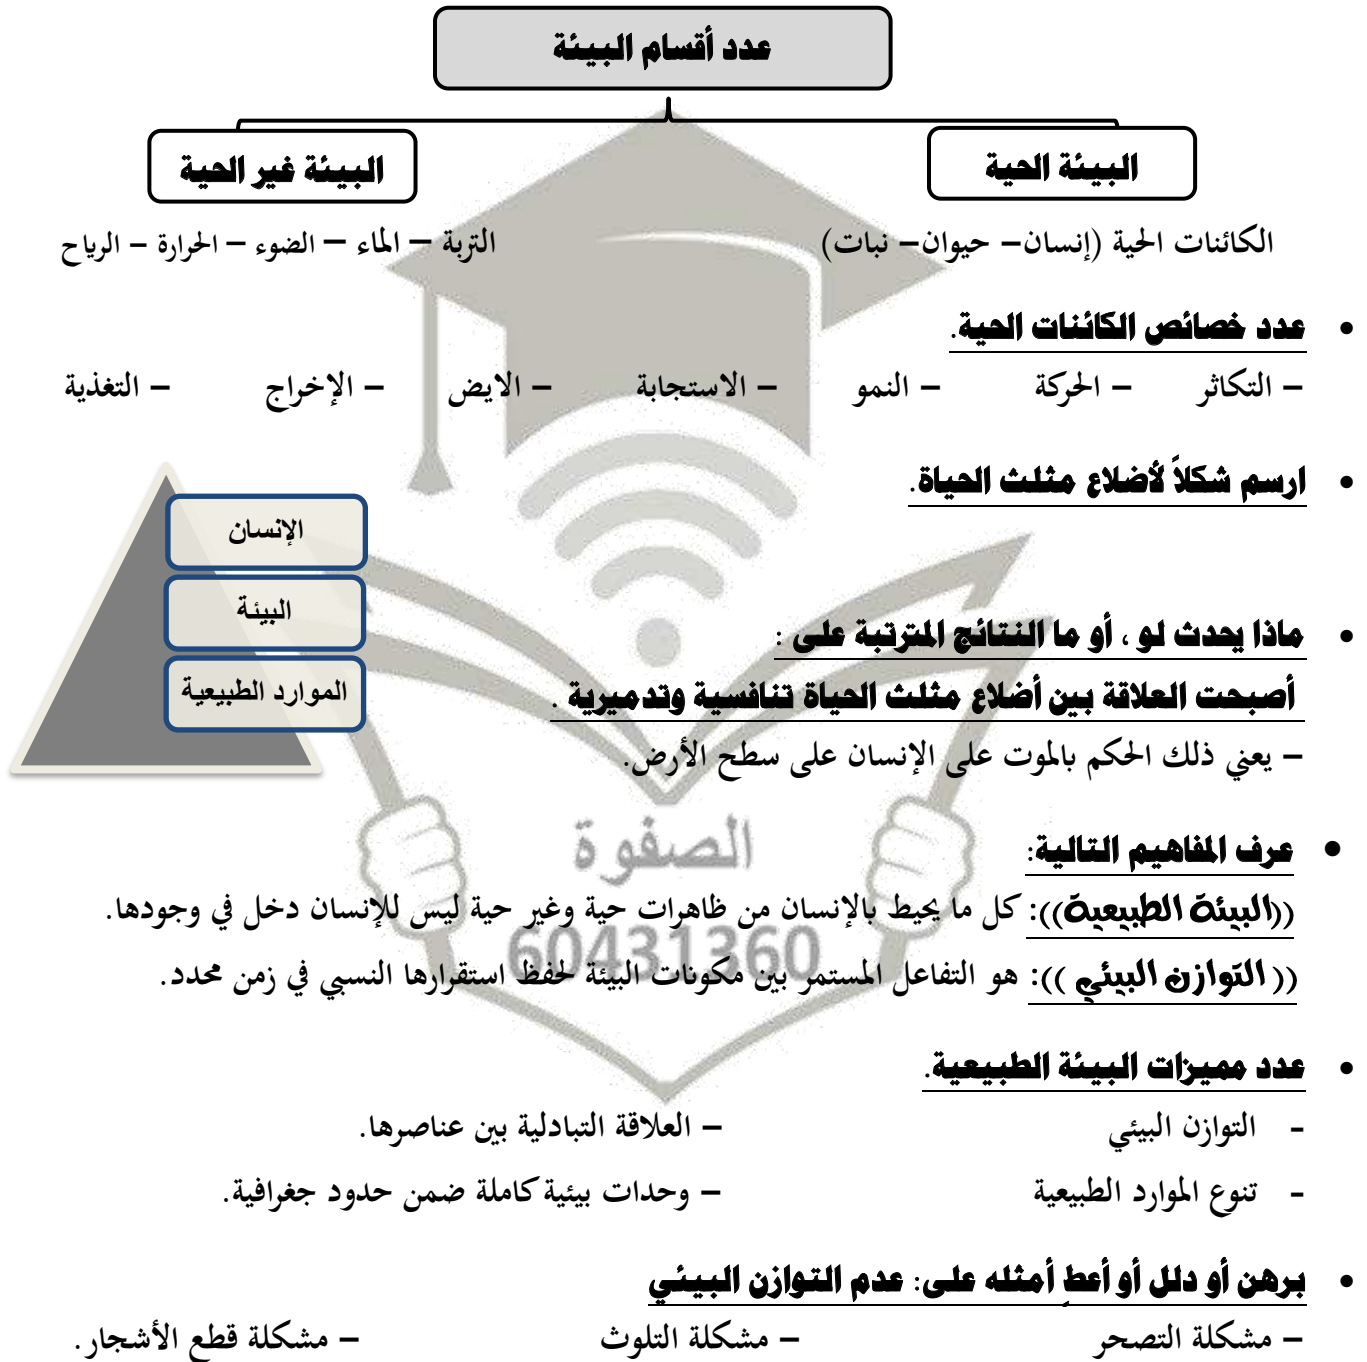 عدد أقسام البيئة
البيئة الحية
البيئة غير الحية
الكائنات الحية (إنسان– حيوان– نبات)
التربة – الماء – الضوء – الحرارة – الرياح
• عدد خصائص الكائنات الحية.
– التكاثر – الحركة – النمو – الاستجابة – الايض – الإخراج – التغذية
• ارسم شكلاً لأضلاع مثلث الحياة.
الإنسان
البيئة
الموارد الطبيعية
• ماذا يحدث لو ، أو ما النتائج المترتبة على :
أصبحت العلاقة بين أضلاع مثلث الحياة تنافسية وتدميرية .
– يعني ذلك الحكم بالموت على الإنسان على سطح الأرض.
الصفوة
• عرف المفاهيم التالية:
((البيئة الطبيعية)): كل ما يحيط بالإنسان من ظاهرات حية وغير حية ليس للإنسان دخل في وجودها.
60431360
(( التوازن البيئي )): هو التفاعل المستمر بين مكونات البيئة لحفظ استقرارها النسبي في زمن محدد.
• عدد مميزات البيئة الطبيعية.
- التوازن البيئي – العلاقة التبادلية بين عناصرها.
- تنوع الموارد الطبيعية – وحدات بيئية كاملة ضمن حدود جغرافية.
• برهن أو دلل أو أعطِ أمثله على: عدم التوازن البيئي
– مشكلة التصحر – مشكلة التلوث – مشكلة قطع الأشجار.